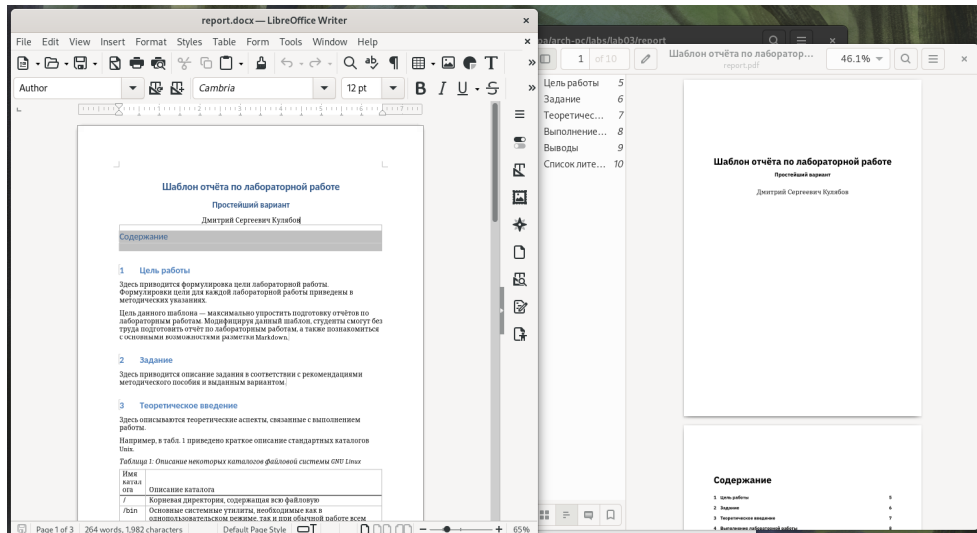 report.docx — LibreOffice Writer
File Edit View Insert Format Styles Table Form Tools Window Help
Author
Cambria
12 pt
Шаблон отчёта по лабораторной работе
Простейший вариант
Дмитрий Сергеевич Кулябов
Содержание
1 Цель работы
Здесь приводится формулировка цели лабораторной работы.
Формулировки цели для каждой лабораторной работы приведены в
методических указаниях.
Цель данного шаблона — максимально упростить подготовку отчётов по
лабораторным работам. Модифицируя данный шаблон, студенты смогут без
труда подготовить отчёт по лабораторным работам, а также познакомиться
с основными возможностями разметки Markdown.
2 Задание
Здесь приводится описание задания в соответствии с рекомендациями
методического пособия и выданным вариантом.
3 Теоретическое введение
Здесь описываются теоретические аспекты, связанные с выполнением
работы.
Например, в табл. 1 приведено краткое описание стандартных каталогов
Unix.
Таблица 1: Описание некоторых каталогов файловой системы GNU Linux
Имя
катал
ога Описание каталога
/ Корневая директория, содержащая всю файловую
/bin Основные системные утилиты, необходимые как в
однопользовательском режиме, так и при обычной работе всем
Page 1 of 3 264 words, 1,982 characters Default Page Style 65%
/arch-pc/labs/lab03/report
1 of 10
Шаблон отчёта по лаборатор...
report.pdf
46.1%
Цель работы 5
Задание 6
Теоретичес... 7
Выполнение... 8
Выводы 9
Список лите... 10
Шаблон отчёта по лабораторной работе
Простейший вариант
Дмитрий Сергеевич Кулябов
Содержание
1 Цель работы 5
2 Задание 6
3 Теоретическое введение 7
4 Выполнение лабораторной работы 8